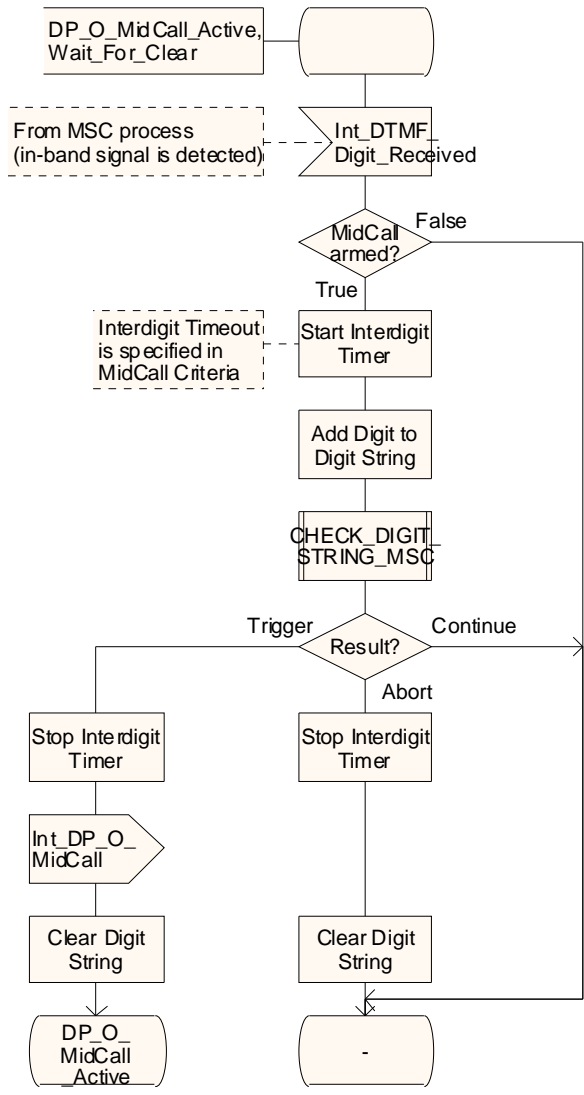 DP_O_MidCall_Active,
Wait_For_Clear
From MSC process
(in-band signal is detected)
Int_DTMF_
Digit_Received
MidCall
armed?
False
True
Interdigit Timeout
is specified in
MidCall Criteria
Start Interdigit
Timer
Add Digit to
Digit String
CHECK_DIGIT_
STRING_MSC
Trigger
Result?
Continue
Abort
Stop Interdigit
Timer
Stop Interdigit
Timer
Int_DP_O_
MidCall
Clear Digit
String
Clear Digit
String
DP_O_
MidCall
_Active
-